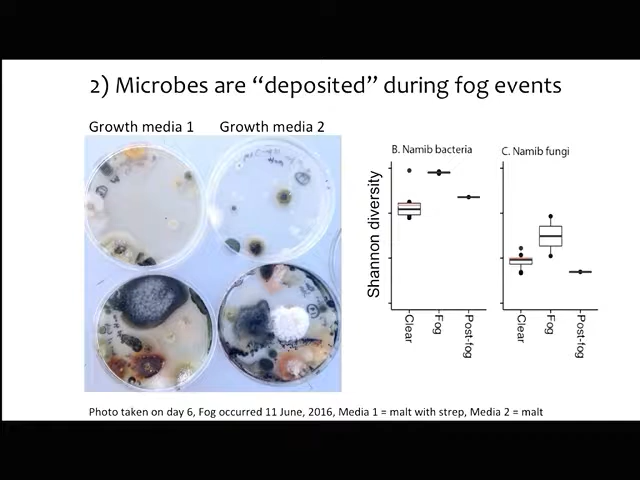 2) Microbes are “deposited” during fog events
Growth media 1
Growth media 2
B. Namib bacteria
C. Namib fungi
Shannon diversity
Clear
Fog
Post-fog
Clear
Fog
Post-fog
Photo taken on day 6, Fog occurred 11 June, 2016, Media 1 = malt with strep, Media 2 = malt